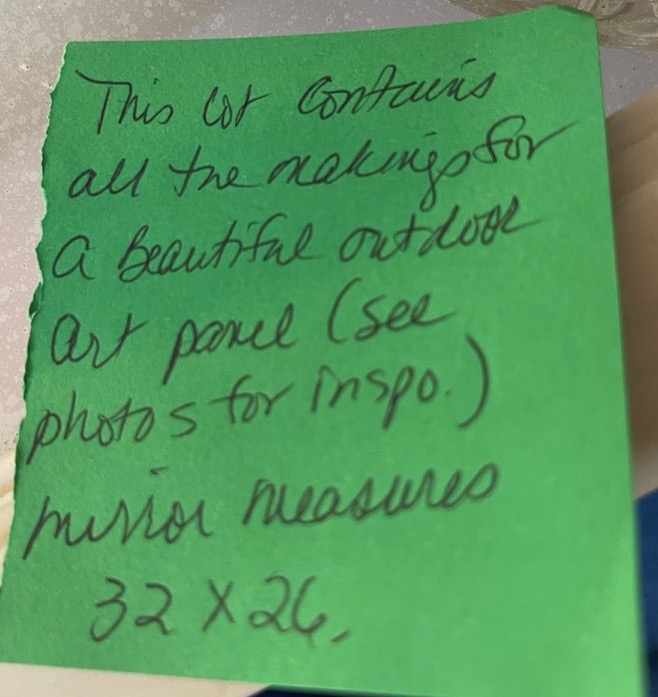 This lot contains
all the makings for
a Beautiful outdoor
art panel (see
photos for inspo.)
mirror measures
32 x 26.